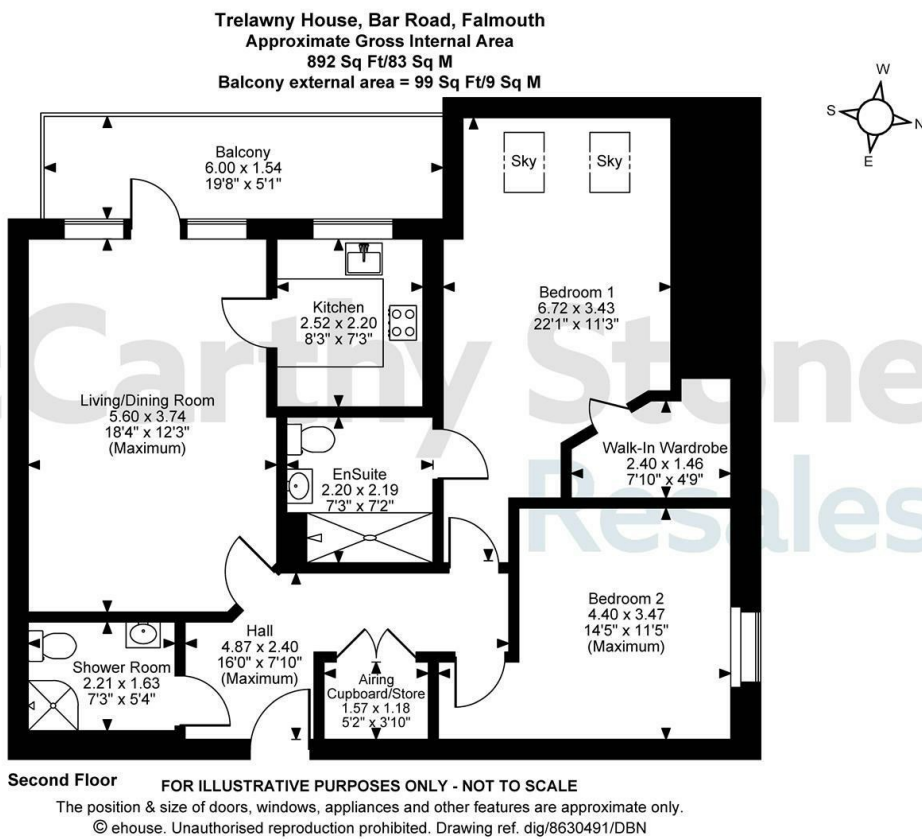 Trelawny House, Bar Road, Falmouth
Approximate Gross Internal Area
892 Sq Ft/83 Sq M
Balcony external area = 99 Sq Ft/9 Sq M
W
S
N
E
Balcony
6.00 x 1.54
19'8" x 5'1"
Sky
Sky
Kitchen
2.52 x 2.20
8'3" x 7'3"
Bedroom 1
6.72 x 3.43
22'1" x 11'3"
Living/Dining Room
5.60 x 3.74
18'4" x 12'3"
(Maximum)
Walk-In Wardrobe
2.40 x 1.46
7'10" x 4'9"
EnSuite
2.20 x 2.19
7'3" x 7'2"
Bedroom 2
4.40 x 3.47
14'5" x 11'5"
(Maximum)
Hall
4.87 x 2.40
16'0" x 7'10"
(Maximum)
Shower Room
2.21 x 1.63
7'3" x 5'4"
Airing
Cupboard/Store
1.57 x 1.18
5'2" x 3'10"
cCarthy Stone
Resales
Second Floor
FOR ILLUSTRATIVE PURPOSES ONLY - NOT TO SCALE
The position & size of doors, windows, appliances and other features are approximate only.
© ehouse. Unauthorised reproduction prohibited. Drawing ref. dig/8630491/DBN